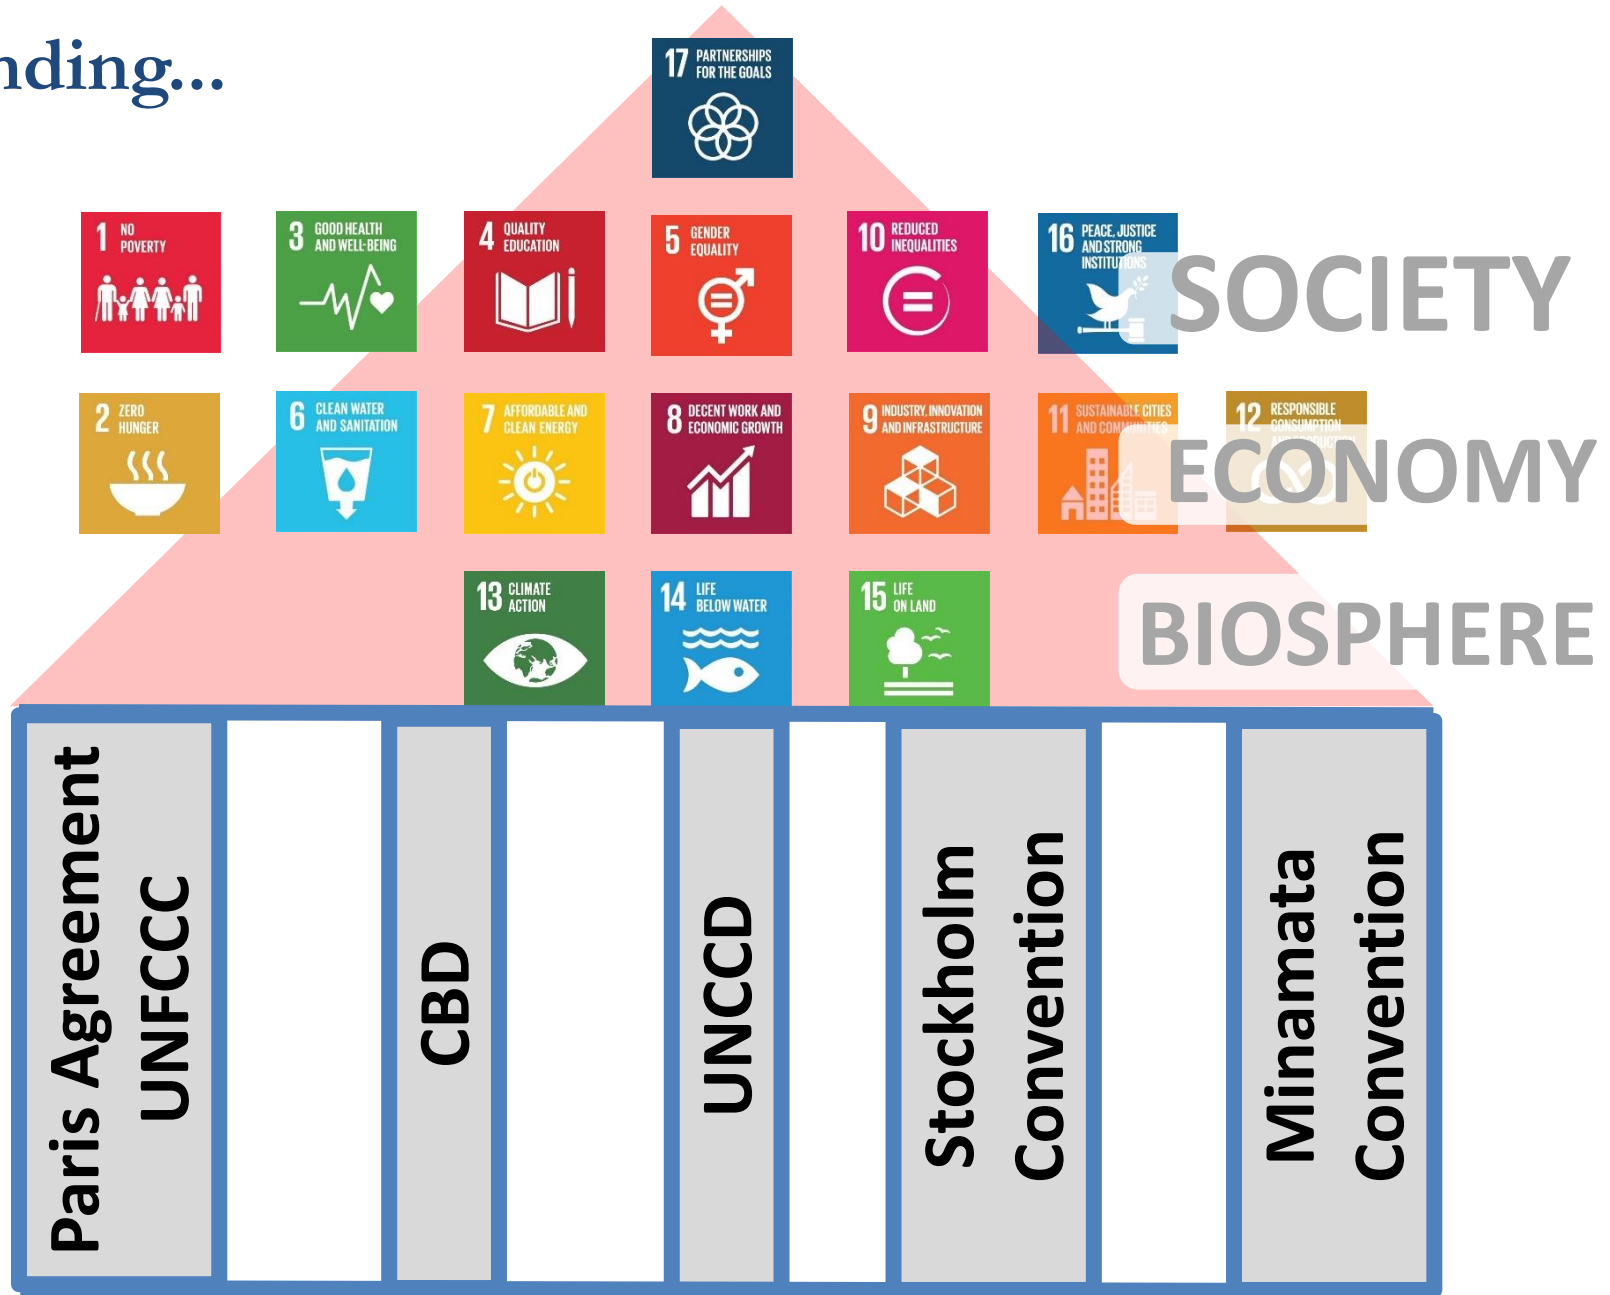 nding...
17 PARTNERSHIPS
FOR THE GOALS
1 NO
POVERTY
3 GOOD HEALTH
AND WELL-BEING
4 QUALITY
EDUCATION
5 GENDER
EQUALITY
10 REDUCED
INEQUALITIES
16 PEACE, JUSTICE
AND STRONG
INSTITUTIONS
SOCIETY
2 ZERO
HUNGER
6 CLEAN WATER
AND SANITATION
7 AFFORDABLE AND
CLEAN ENERGY
8 DECENT WORK AND
ECONOMIC GROWTH
9 INDUSTRY, INNOVATION
AND INFRASTRUCTURE
11 SUSTAINABLE CITIES
AND COMMUNITIES
12 RESPONSIBLE
CONSUMPTION
AND PRODUCTION
ECONOMY
13 CLIMATE
ACTION
14 LIFE
BELOW WATER
15 LIFE
ON LAND
BIOSPHERE
Paris Agreement
UNFCCC
CBD
UNCCD
Stockholm
Convention
Minamata
Convention